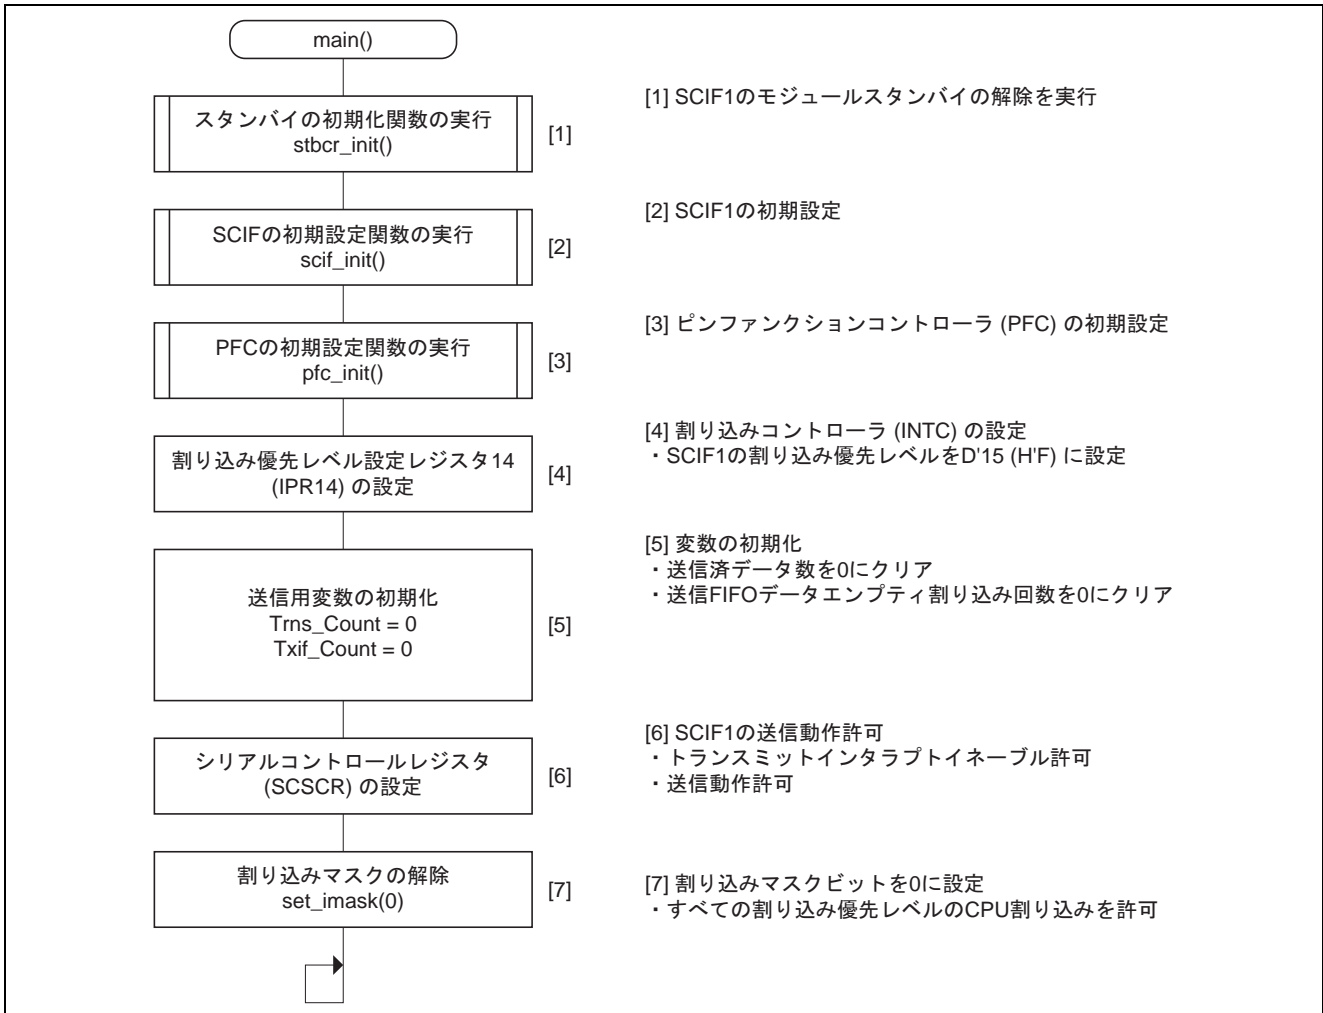 main()
スタンバイの初期化関数の実行
stbcr_init()
[1]
[1] SCIF1のモジュールスタンバイの解除を実行
SCIFの初期設定関数の実行
scif_init()
[2]
[2] SCIF1の初期設定
PFCの初期設定関数の実行
pfc_init()
[3]
[3] ピンファンクションコントローラ (PFC) の初期設定
割り込み優先レベル設定レジスタ14
(IPR14) の設定
[4]
[4] 割り込みコントローラ (INTC) の設定
・SCIF1の割り込み優先レベルをD'15 (H'F) に設定
送信用変数の初期化
Trns_Count = 0
Txif_Count = 0
[5]
[5] 変数の初期化
・送信済データ数を0にクリア
・送信FIFOデータエンプティ割り込み回数を0にクリア
シリアルコントロールレジスタ
(SCSCR) の設定
[6]
[6] SCIF1の送信動作許可
・トランスミットインタラプトイネーブル許可
・送信動作許可
割り込みマスクの解除
set_imask(0)
[7]
[7] 割り込みマスクビットを0に設定
・すべての割り込み優先レベルのCPU割り込みを許可